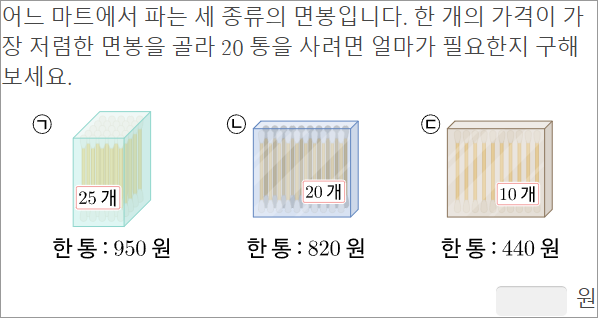 어느 마트에서 파는 세 종류의 면봉입니다. 한 개의 가격이 가
장 저렴한 면봉을 골라 20 통을 사려면 얼마가 필요한지 구해
보세요.
㉠ ㉡ ㉢
25 개 20 개 10 개
한 통 : 950 원 한 통 : 820 원 한 통 : 440 원
원